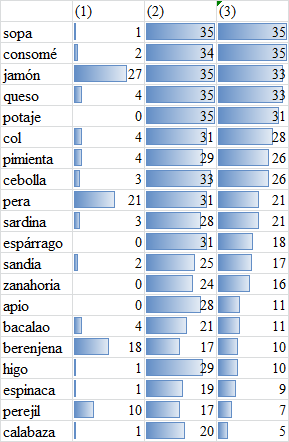 (1) (2) (3)
sopa 1 35 35
consomé 2 34 35
jamón 27 35 33
queso 4 35 33
potaje 0 35 31
col 4 31 28
pimienta 4 29 26
cebolla 3 33 26
pera 21 31 21
sardina 3 28 21
espárrago 0 31 18
sandía 2 25 17
zanahoria 0 24 16
apio 0 28 11
bacalao 4 21 11
berenjena 18 17 10
higo 1 29 10
espinaca 1 19 9
perejil 10 17 7
calabaza 1 20 5